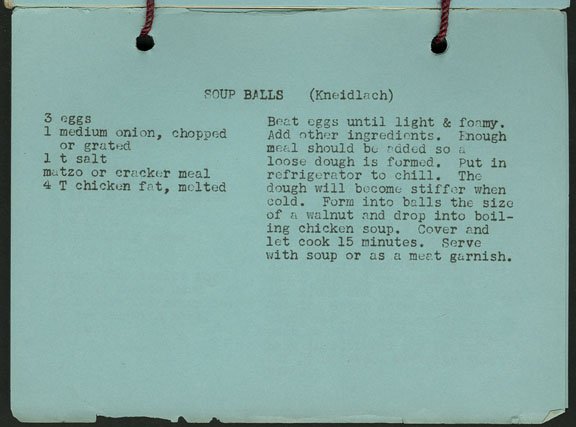 SOUP BALLS (Kneidlach)
3 eggs
1 medium onion, chopped
or grated
1 t salt
matzo or cracker meal
4 T chicken fat, melted
Beat eggs until light & foamy.
Add other ingredients. Enough
meal should be added so a
loose dough is formed. Put in
refrigerator to chill. The
dough will become stiffer when
cold. Form into balls the size
of a walnut and drop into boil-
ing chicken soup. Cover and
let cook 15 minutes. Serve
with soup or as a meat garnish.